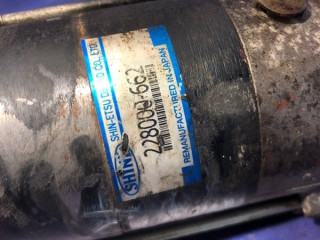 SHIN-ETSU DENSO CO., LTD.
SHIN
228000-662
REMANUFACTURED IN JAPAN